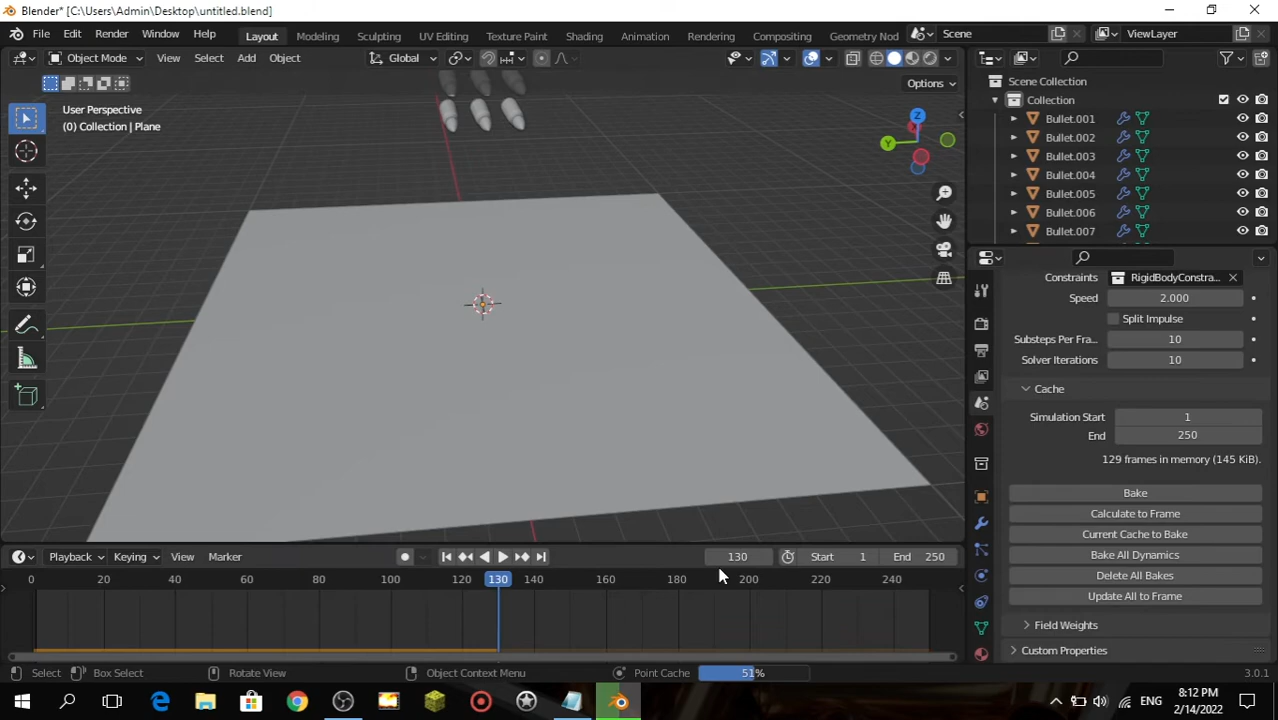 Blender* [C:\Users\Admin\Desktop\untitled.blend]
File Edit Render Window Help Layout Modeling Sculpting UV Editing Texture Paint Shading Animation Rendering Compositing Geometry Nod Scene ViewLayer
Object Mode View Select Add Object Global
Options
User Perspective
(0) Collection | Plane
Z
Y
Scene Collection
Collection
Bullet.001
Bullet.002
Bullet.003
Bullet.004
Bullet.005
Bullet.006
Bullet.007
Constraints RigidBodyConstra...
Speed 2.000
Split Impulse
Substeps Per Fra... 10
Solver Iterations 10
Cache
Simulation Start 1
End 250
129 frames in memory (145 KiB).
Bake
Calculate to Frame
Current Cache to Bake
Bake All Dynamics
Delete All Bakes
Update All to Frame
Field Weights
Custom Properties
Playback Keying View Marker 130 Start 1 End 250
0 20 40 60 80 100 120 130 140 160 180 200 220 240
Select Box Select Rotate View Object Context Menu Point Cache 51% 3.0.1
ENG
8:12 PM
2/14/2022